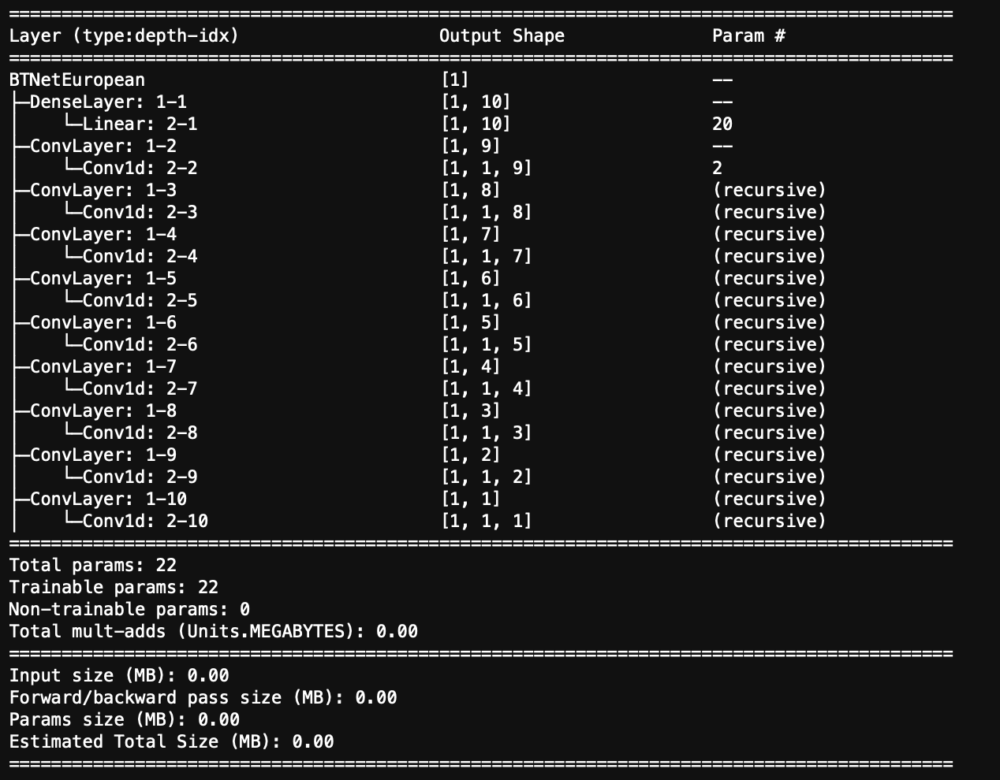 ==========================================================================================
Layer (type:depth-idx)                   Output Shape              Param #
==========================================================================================
BTNetEuropean                            [1]                       --
├─DenseLayer: 1-1                        [1, 10]                   --
│    └─Linear: 2-1                       [1, 10]                   20
├─ConvLayer: 1-2                         [1, 9]                    --
│    └─Conv1d: 2-2                       [1, 1, 9]                 2
├─ConvLayer: 1-3                         [1, 8]                    (recursive)
│    └─Conv1d: 2-3                       [1, 1, 8]                 (recursive)
├─ConvLayer: 1-4                         [1, 7]                    (recursive)
│    └─Conv1d: 2-4                       [1, 1, 7]                 (recursive)
├─ConvLayer: 1-5                         [1, 6]                    (recursive)
│    └─Conv1d: 2-5                       [1, 1, 6]                 (recursive)
├─ConvLayer: 1-6                         [1, 5]                    (recursive)
│    └─Conv1d: 2-6                       [1, 1, 5]                 (recursive)
├─ConvLayer: 1-7                         [1, 4]                    (recursive)
│    └─Conv1d: 2-7                       [1, 1, 4]                 (recursive)
├─ConvLayer: 1-8                         [1, 3]                    (recursive)
│    └─Conv1d: 2-8                       [1, 1, 3]                 (recursive)
├─ConvLayer: 1-9                         [1, 2]                    (recursive)
│    └─Conv1d: 2-9                       [1, 1, 2]                 (recursive)
├─ConvLayer: 1-10                        [1, 1]                    (recursive)
│    └─Conv1d: 2-10                      [1, 1, 1]                 (recursive)
==========================================================================================
Total params: 22
Trainable params: 22
Non-trainable params: 0
Total mult-adds (Units.MEGABYTES): 0.00
==========================================================================================
Input size (MB): 0.00
Forward/backward pass size (MB): 0.00
Params size (MB): 0.00
Estimated Total Size (MB): 0.00
==========================================================================================